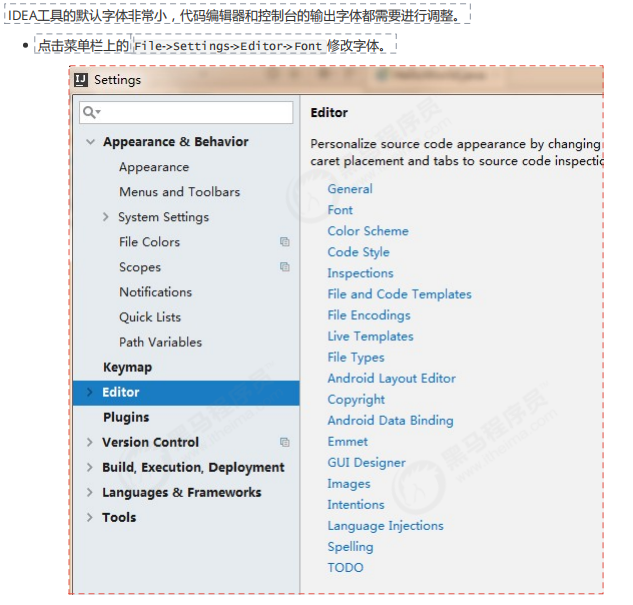 IDEA工具的默认字体非常小，代码编辑器和控制台的输出字体都需要进行调整。
• 点击菜单栏上的 File->Settings->Editor->Font 修改字体。
Settings
Appearance & Behavior
Appearance
Menus and Toolbars
System Settings
File Colors
Scopes
Notifications
Quick Lists
Path Variables
Keymap
Editor
Plugins
Version Control
Build, Execution, Deployment
Languages & Frameworks
Tools
Editor
Personalize source code appearance by changing
caret placement and tabs to source code inspectic
General
Font
Color Scheme
Code Style
Inspections
File and Code Templates
File Encodings
Live Templates
File Types
Android Layout Editor
Copyright
Android Data Binding
Emmet
GUI Designer
Images
Intentions
Language Injections
Spelling
TODO
黑马程序员
www.itheima.com